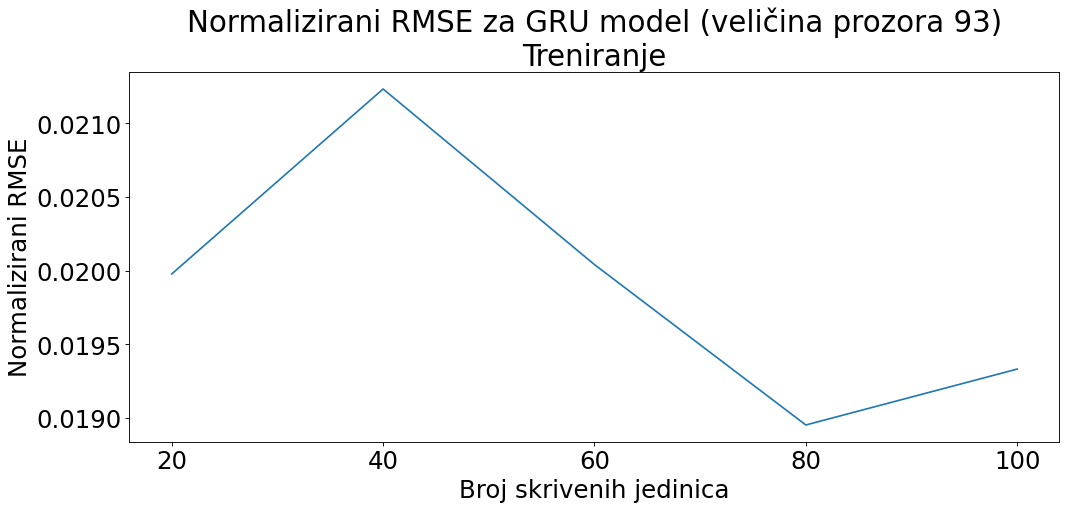 Normalizirani RMSE za GRU model (veličina prozora 93)
Treniranje
Normalizirani RMSE
0.0210
0.0205
0.0200
0.0195
0.0190
20 40 60 80 100
Broj skrivenih jedinica